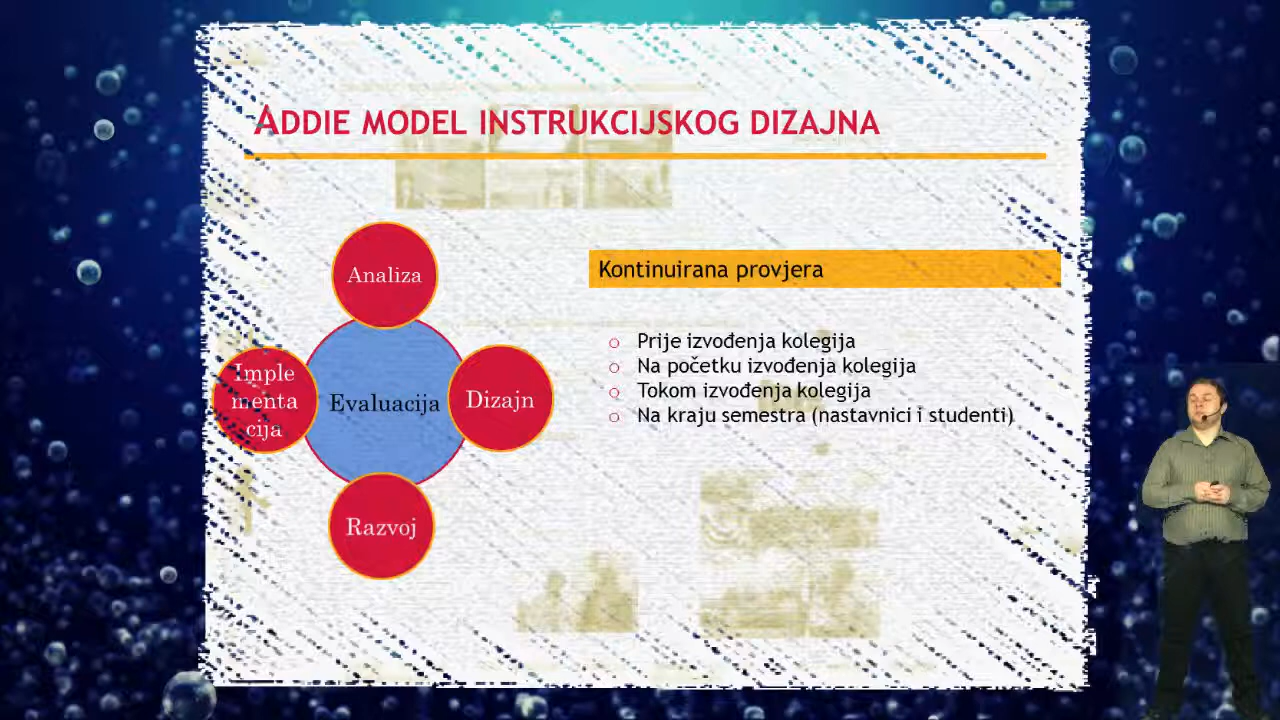 ADDIE MODEL INSTRUKCIJSKOG DIZAJNA
Analiza
Imple
menta
cija
Evaluacija
Dizajn
Razvoj
Kontinuirana provjera
Prije izvođenja kolegija
Na početku izvođenja kolegija
Tokom izvođenja kolegija
Na kraju semestra (nastavnici i studenti)